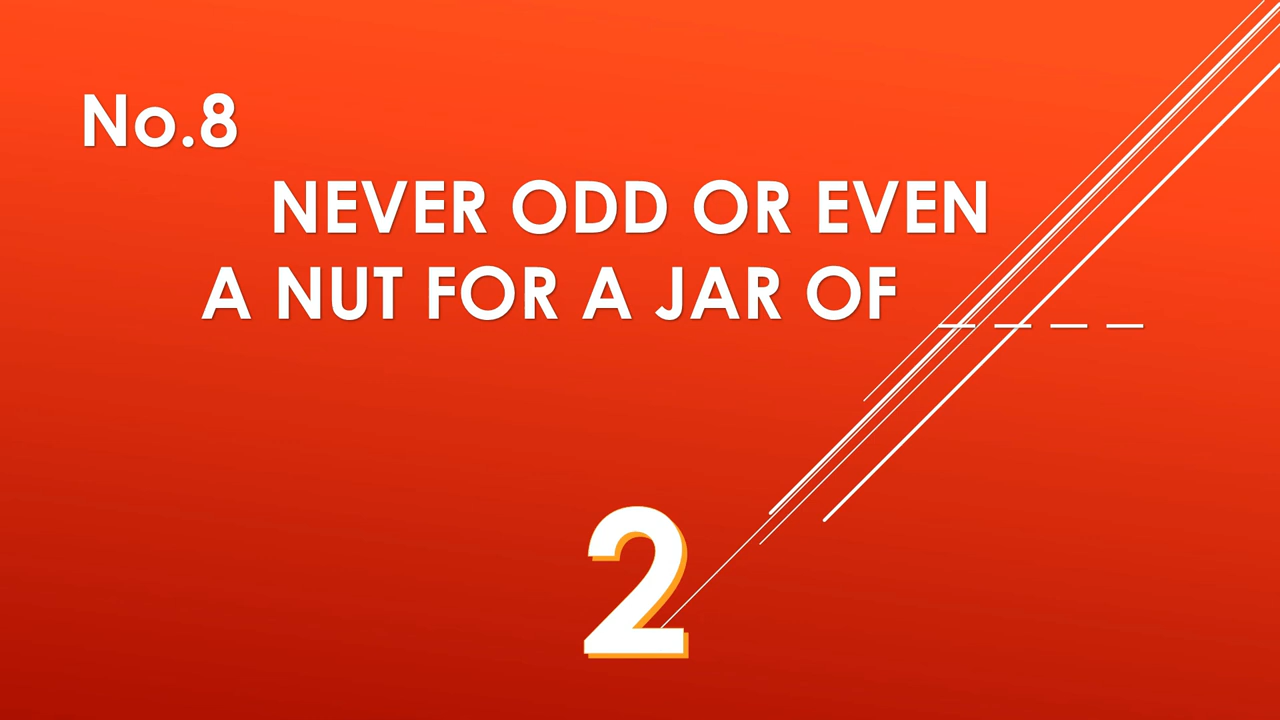 No.8
NEVER ODD OR EVEN
A NUT FOR A JAR OF _ _ _ _
2